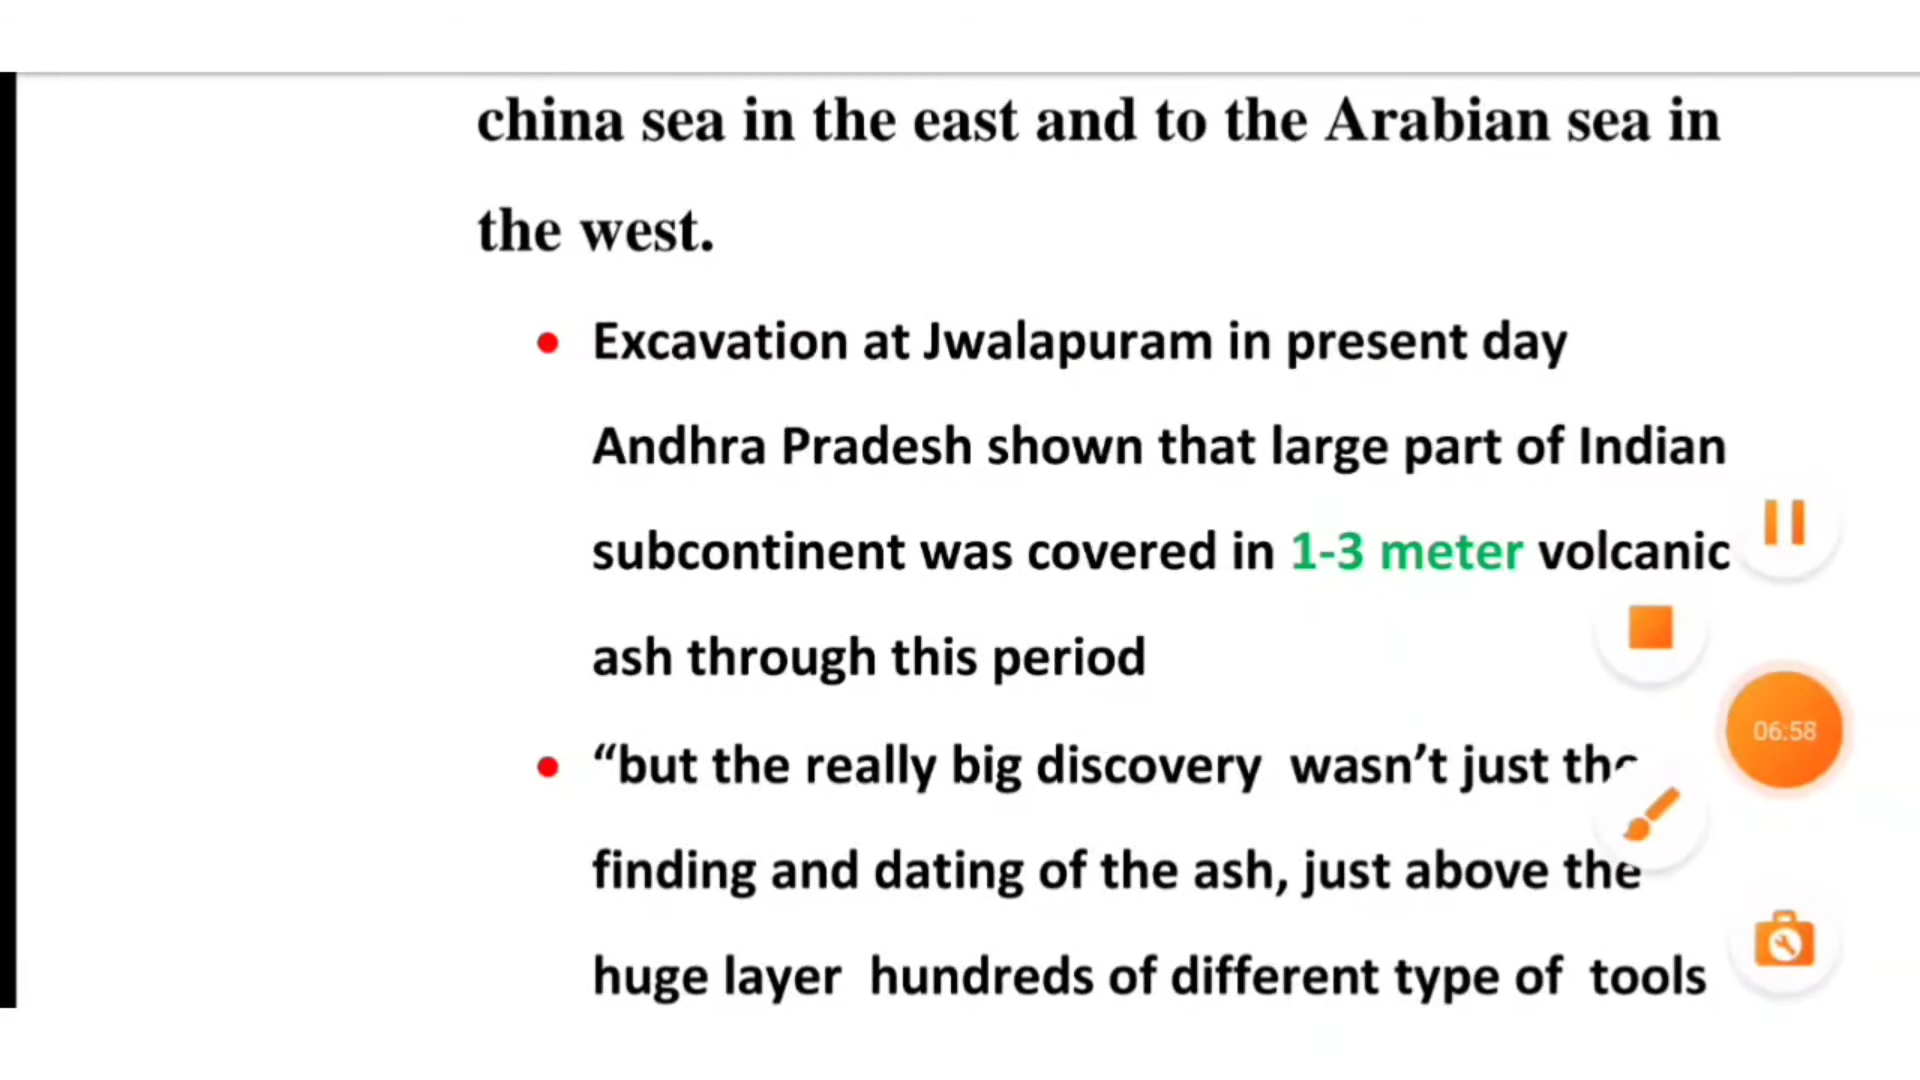 china sea in the east and to the Arabian sea in
the west.
Excavation at Jwalapuram in present day
Andhra Pradesh shown that large part of Indian
subcontinent was covered in 1-3 meter volcanic
ash through this period
“but the really big discovery wasn’t just the
finding and dating of the ash, just above the
huge layer hundreds of different type of tools
06:58